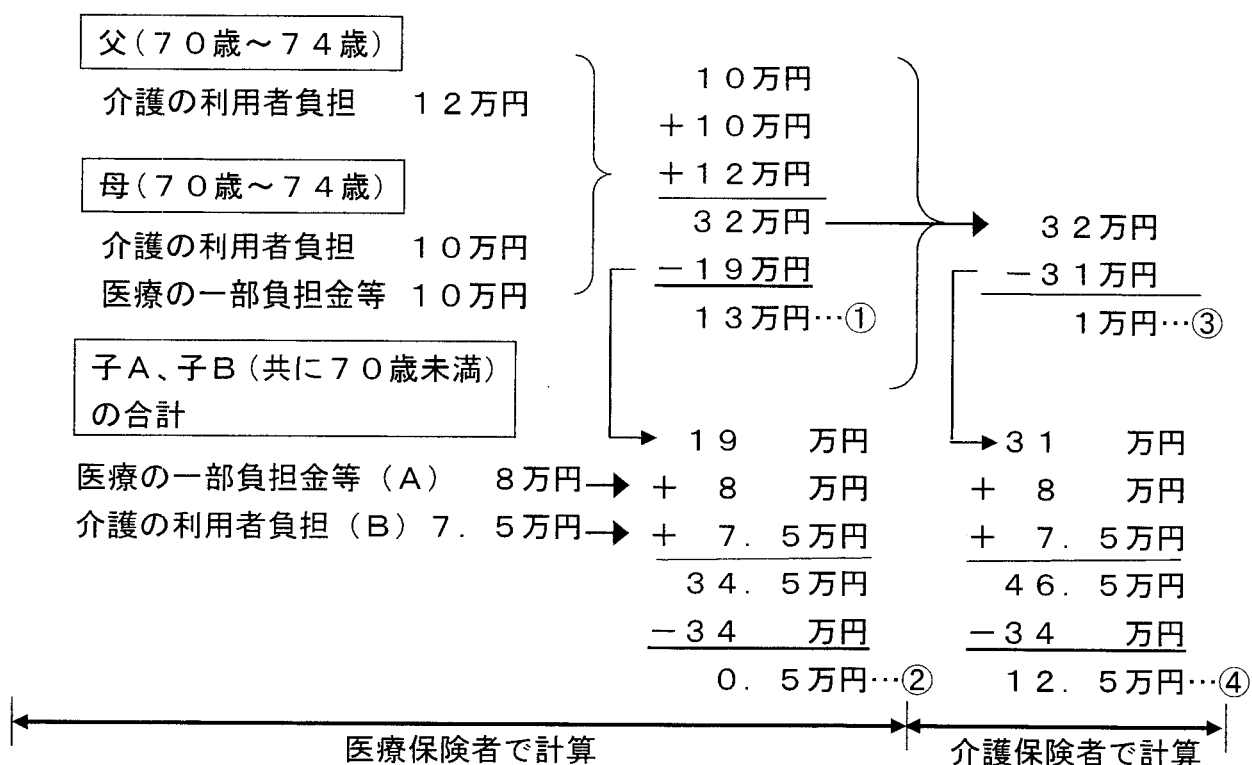 父(７０歳～７４歳)
介護の利用者負担　１２万円
母(７０歳～７４歳)
介護の利用者負担　１０万円
医療の一部負担金等　１０万円
子Ａ、子Ｂ(共に７０歳未満)
の合計
医療の一部負担金等（Ａ）　８万円
介護の利用者負担（Ｂ）７．５万円
１０万円
＋１０万円
＋１２万円
３２万円
－１９万円
１３万円…①
１９　万円
＋　８　万円
＋　７．５万円
３４．５万円
－３４　万円
０．５万円…②
３２万円
－３１万円
１万円…③
３１　万円
＋　８　万円
＋　７．５万円
４６．５万円
－３４　万円
１２．５万円…④
医療保険者で計算
介護保険者で計算